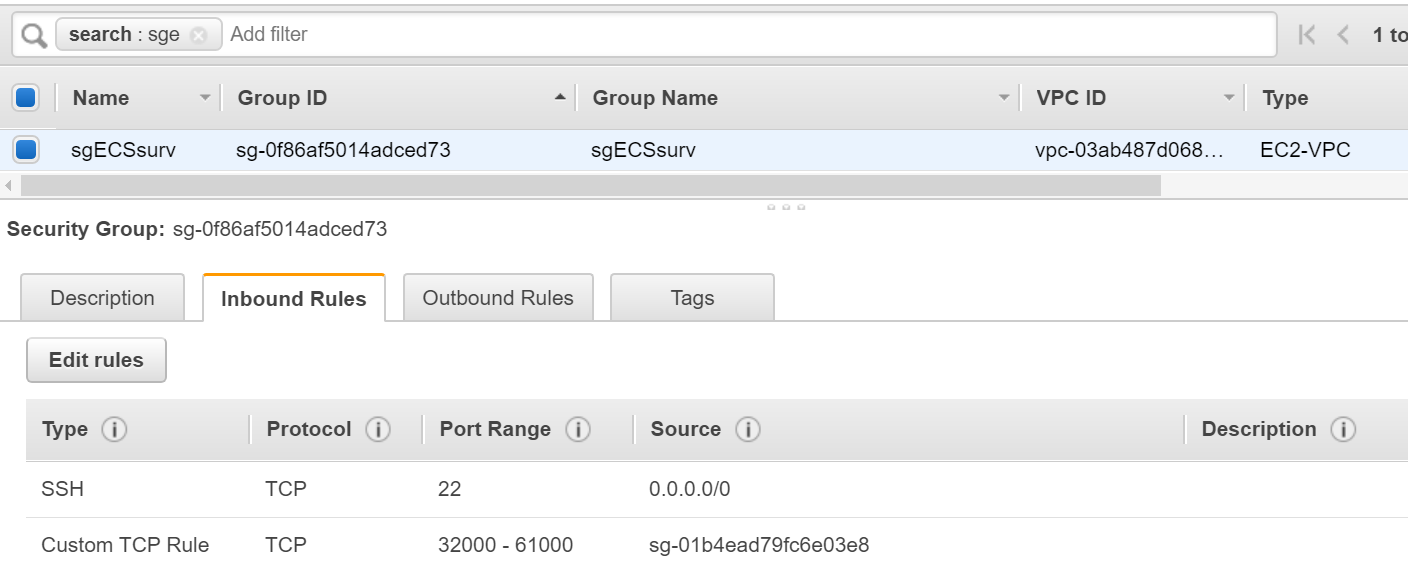 search : sge Add filter 1 to
Name Group ID Group Name VPC ID Type
sgECSsurv sg-0f86af5014adced73 sgECSsurv vpc-03ab487d068… EC2-VPC
Security Group: sg-0f86af5014adced73
Description Inbound Rules Outbound Rules Tags
Edit rules
Type Protocol Port Range Source Description
SSH TCP 22 0.0.0.0/0
Custom TCP Rule TCP 32000 - 61000 sg-01b4ead79fc6e03e8